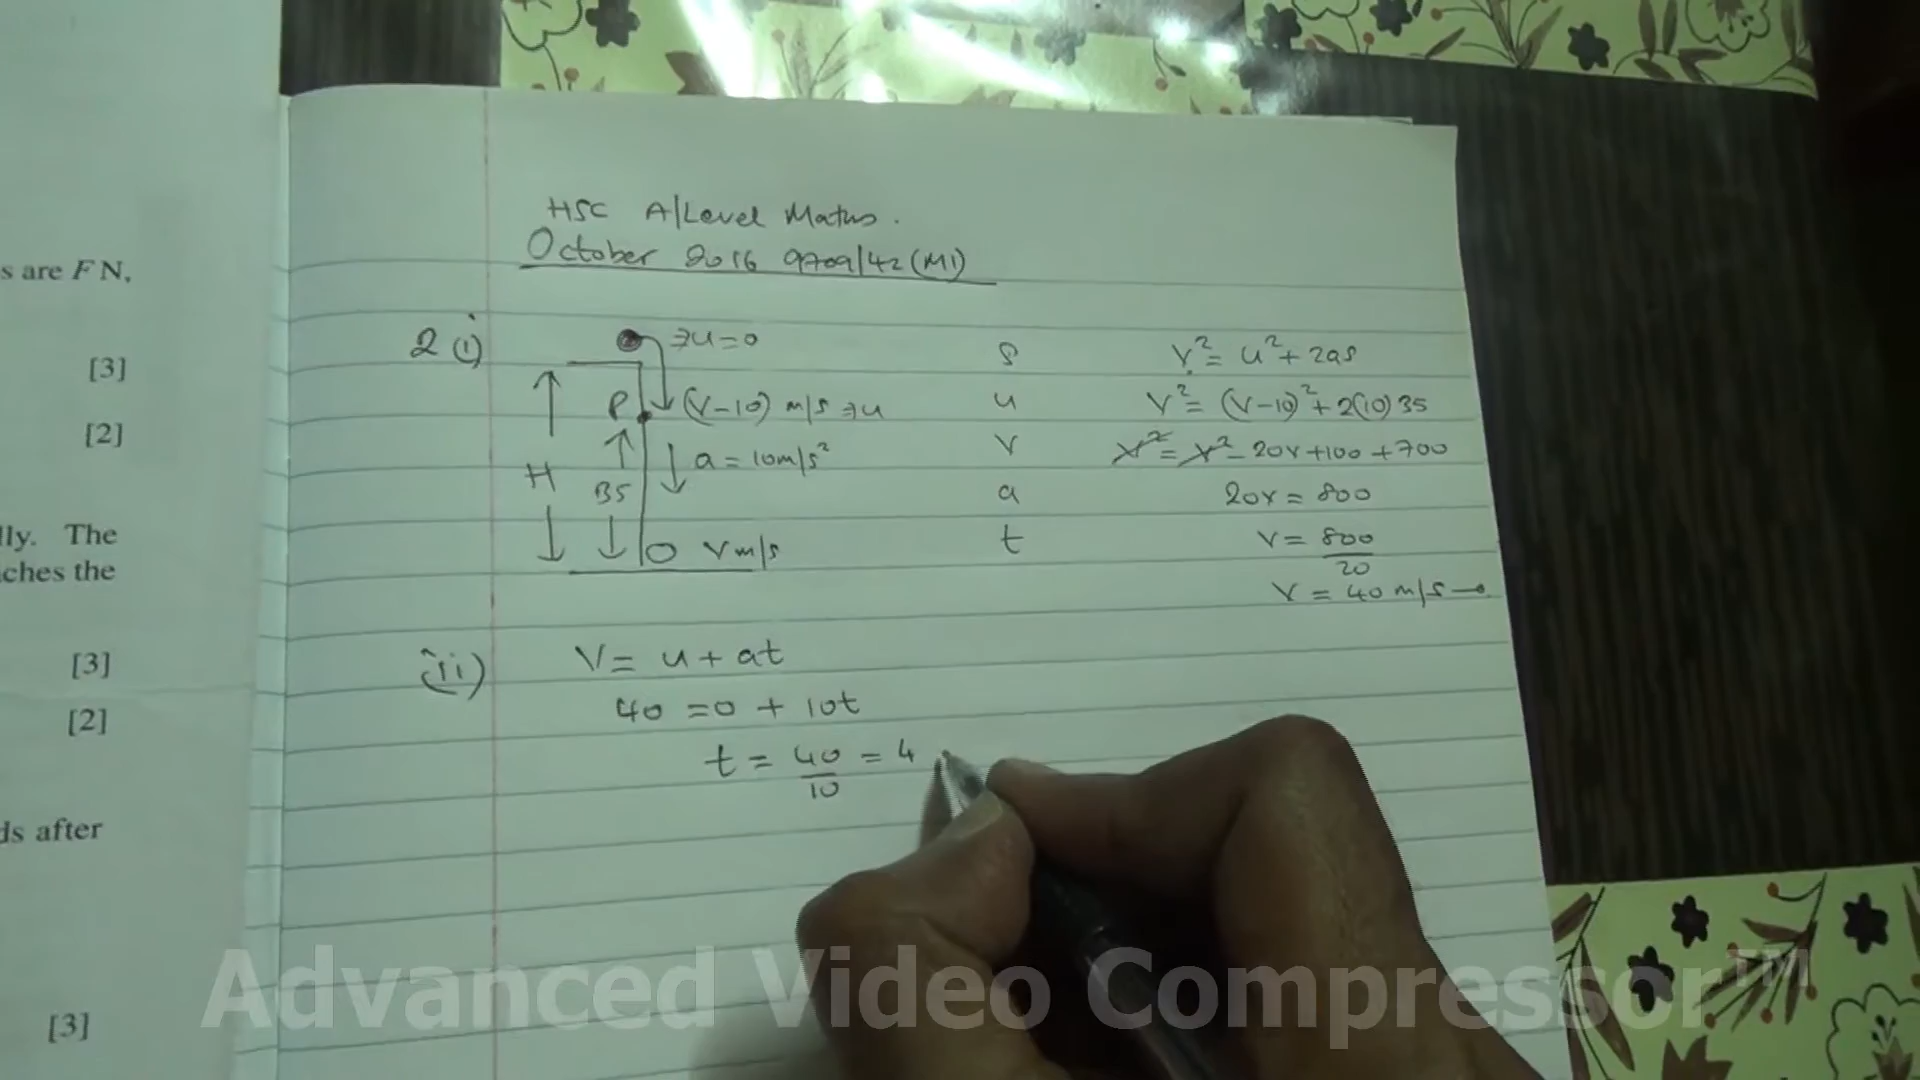 s are F N,
[3]
[2]
lly. The
ches the
[3]
[2]
ds after
[3]
HSC A/Level Maths.
October 2016 9709/42 (M1)
2 (i)
⇒u=0
P (V-10) m/s ⇒u
a = 10m/s²
H
35
V m/s
s
u
v
a
t
V² = u² + 2as
V² = (V-10)² + 2(10)35
V² = V² - 20V + 100 + 700
20V = 800
V = 800/20
V = 40 m/s
(ii) V = u + at
40 = 0 + 10t
t = 40/10 = 4
Advanced Video Compressor™